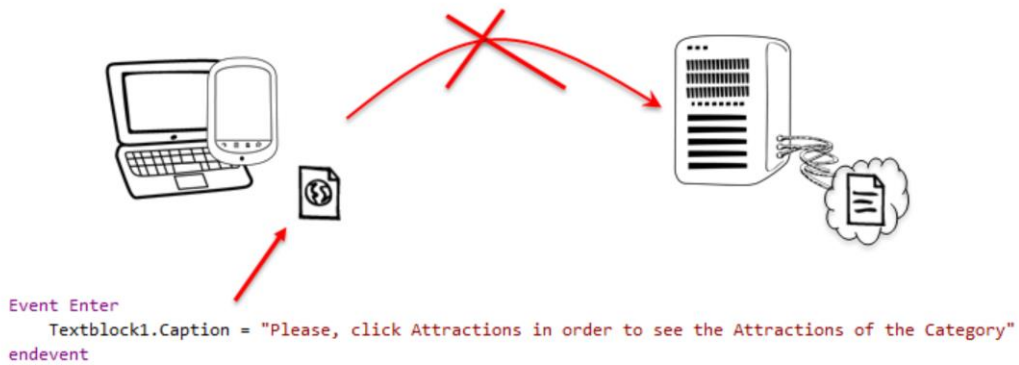 Event Enter
Textblock1.Caption = "Please, click Attractions in order to see the Attractions of the Category"
endevent